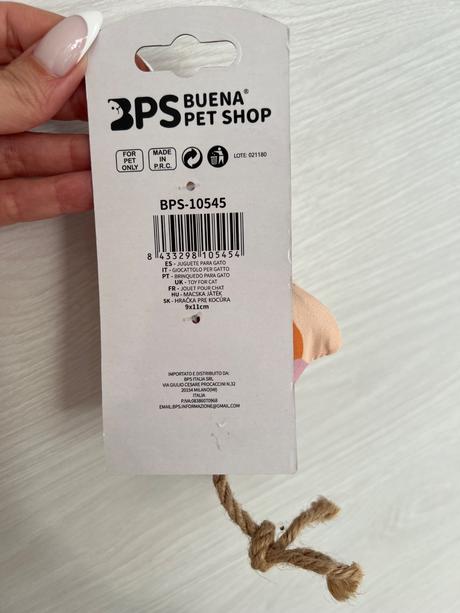 BPS BUENA®
PET SHOP
FOR PET ONLY
MADE IN P.R.C.
LOTE: 021180
BPS-10545
8 433298 105454
ES - JUGUETE PARA GATO
IT - GIOCATTOLO PER GATTO
PT - BRINQUEDO PARA GATO
UK - TOY FOR CAT
FR - JOUET POUR CHAT
HU - MACSKA JÁTÉK
SK - HRAČKA PRE KOCÚRA
9x11cm
IMPORTATO E DISTRIBUITO DA:
BPS ITALIA SRL
VIA GIULIO CESARE PROCACCINI N.32
20154 MILANO(MI)
ITALIA
P.IVA:08386070968
EMAIL:BPS.INFORMAZIONE@GMAIL.COM